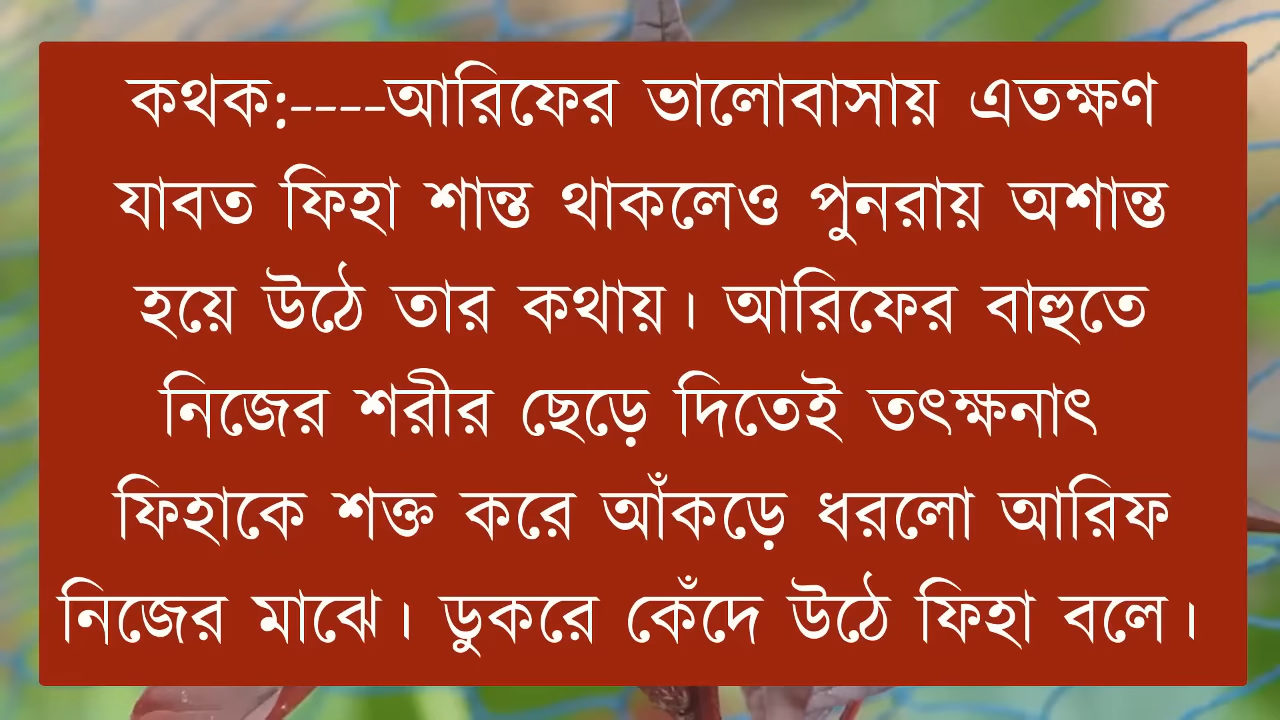 কথক:----আরিফের ভালোবাসায় এতক্ষণ
যাবত ফিহা শান্ত থাকলেও পুনরায় অশান্ত
হয়ে উঠে তার কথায়। আরিফের বাহুতে
নিজের শরীর ছেড়ে দিতেই তৎক্ষনাৎ
ফিহাকে শক্ত করে আঁকড়ে ধরলো আরিফ
নিজের মাঝে। ডুকরে কেঁদে উঠে ফিহা বলে।